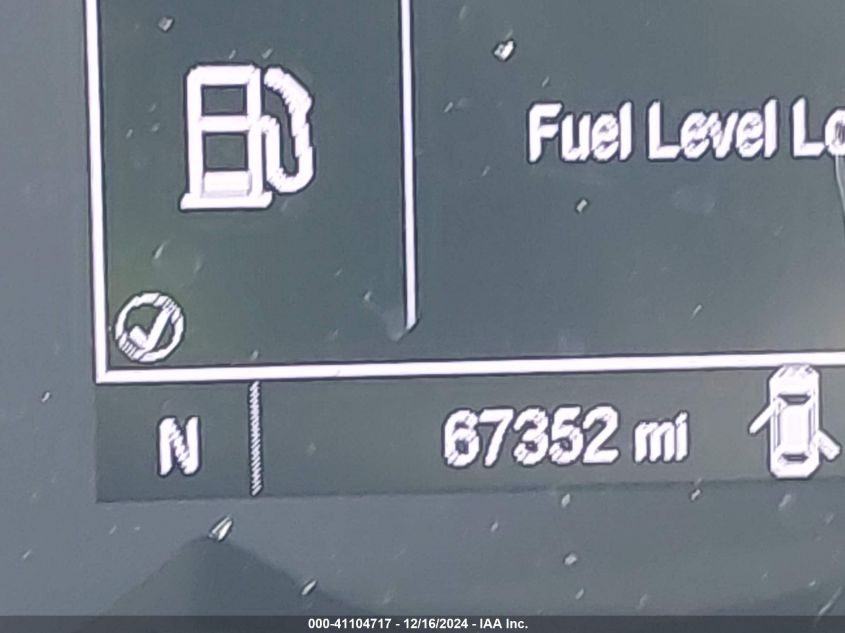 Fuel Level Lo
N
67352 mi
000-41104717 - 12/16/2024 - IAA Inc.